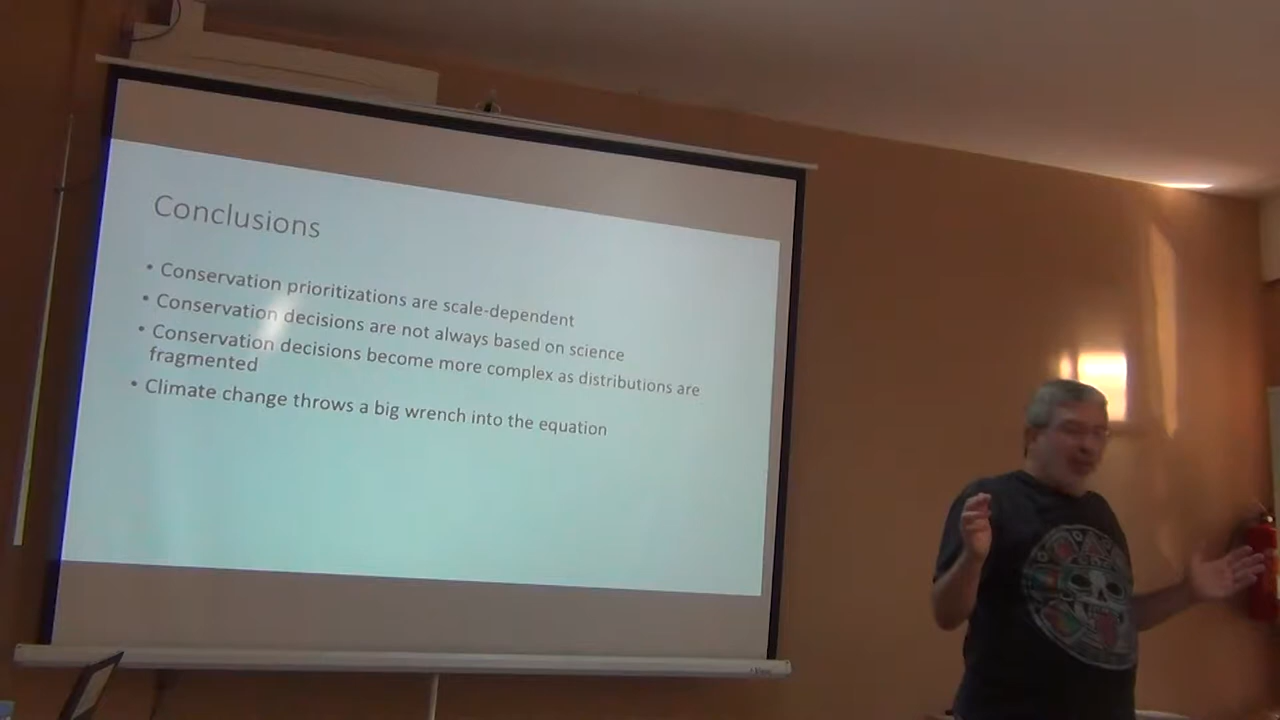 Conclusions
• Conservation prioritizations are scale-dependent
• Conservation decisions are not always based on science
• Conservation decisions become more complex as distributions are
fragmented
• Climate change throws a big wrench into the equation